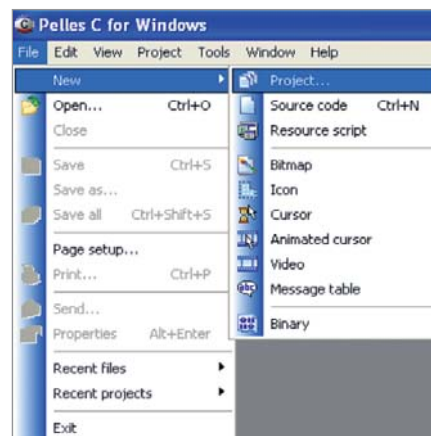 Pelles C for Windows
File Edit View Project Tools Window Help
New
Open... Ctrl+O
Close
Save Ctrl+S
Save as...
Save all Ctrl+Shift+S
Page setup...
Print... Ctrl+P
Send...
Properties Alt+Enter
Recent files
Recent projects
Exit
Project...
Source code Ctrl+N
Resource script
Bitmap
Icon
Cursor
Animated cursor
Video
Message table
Binary